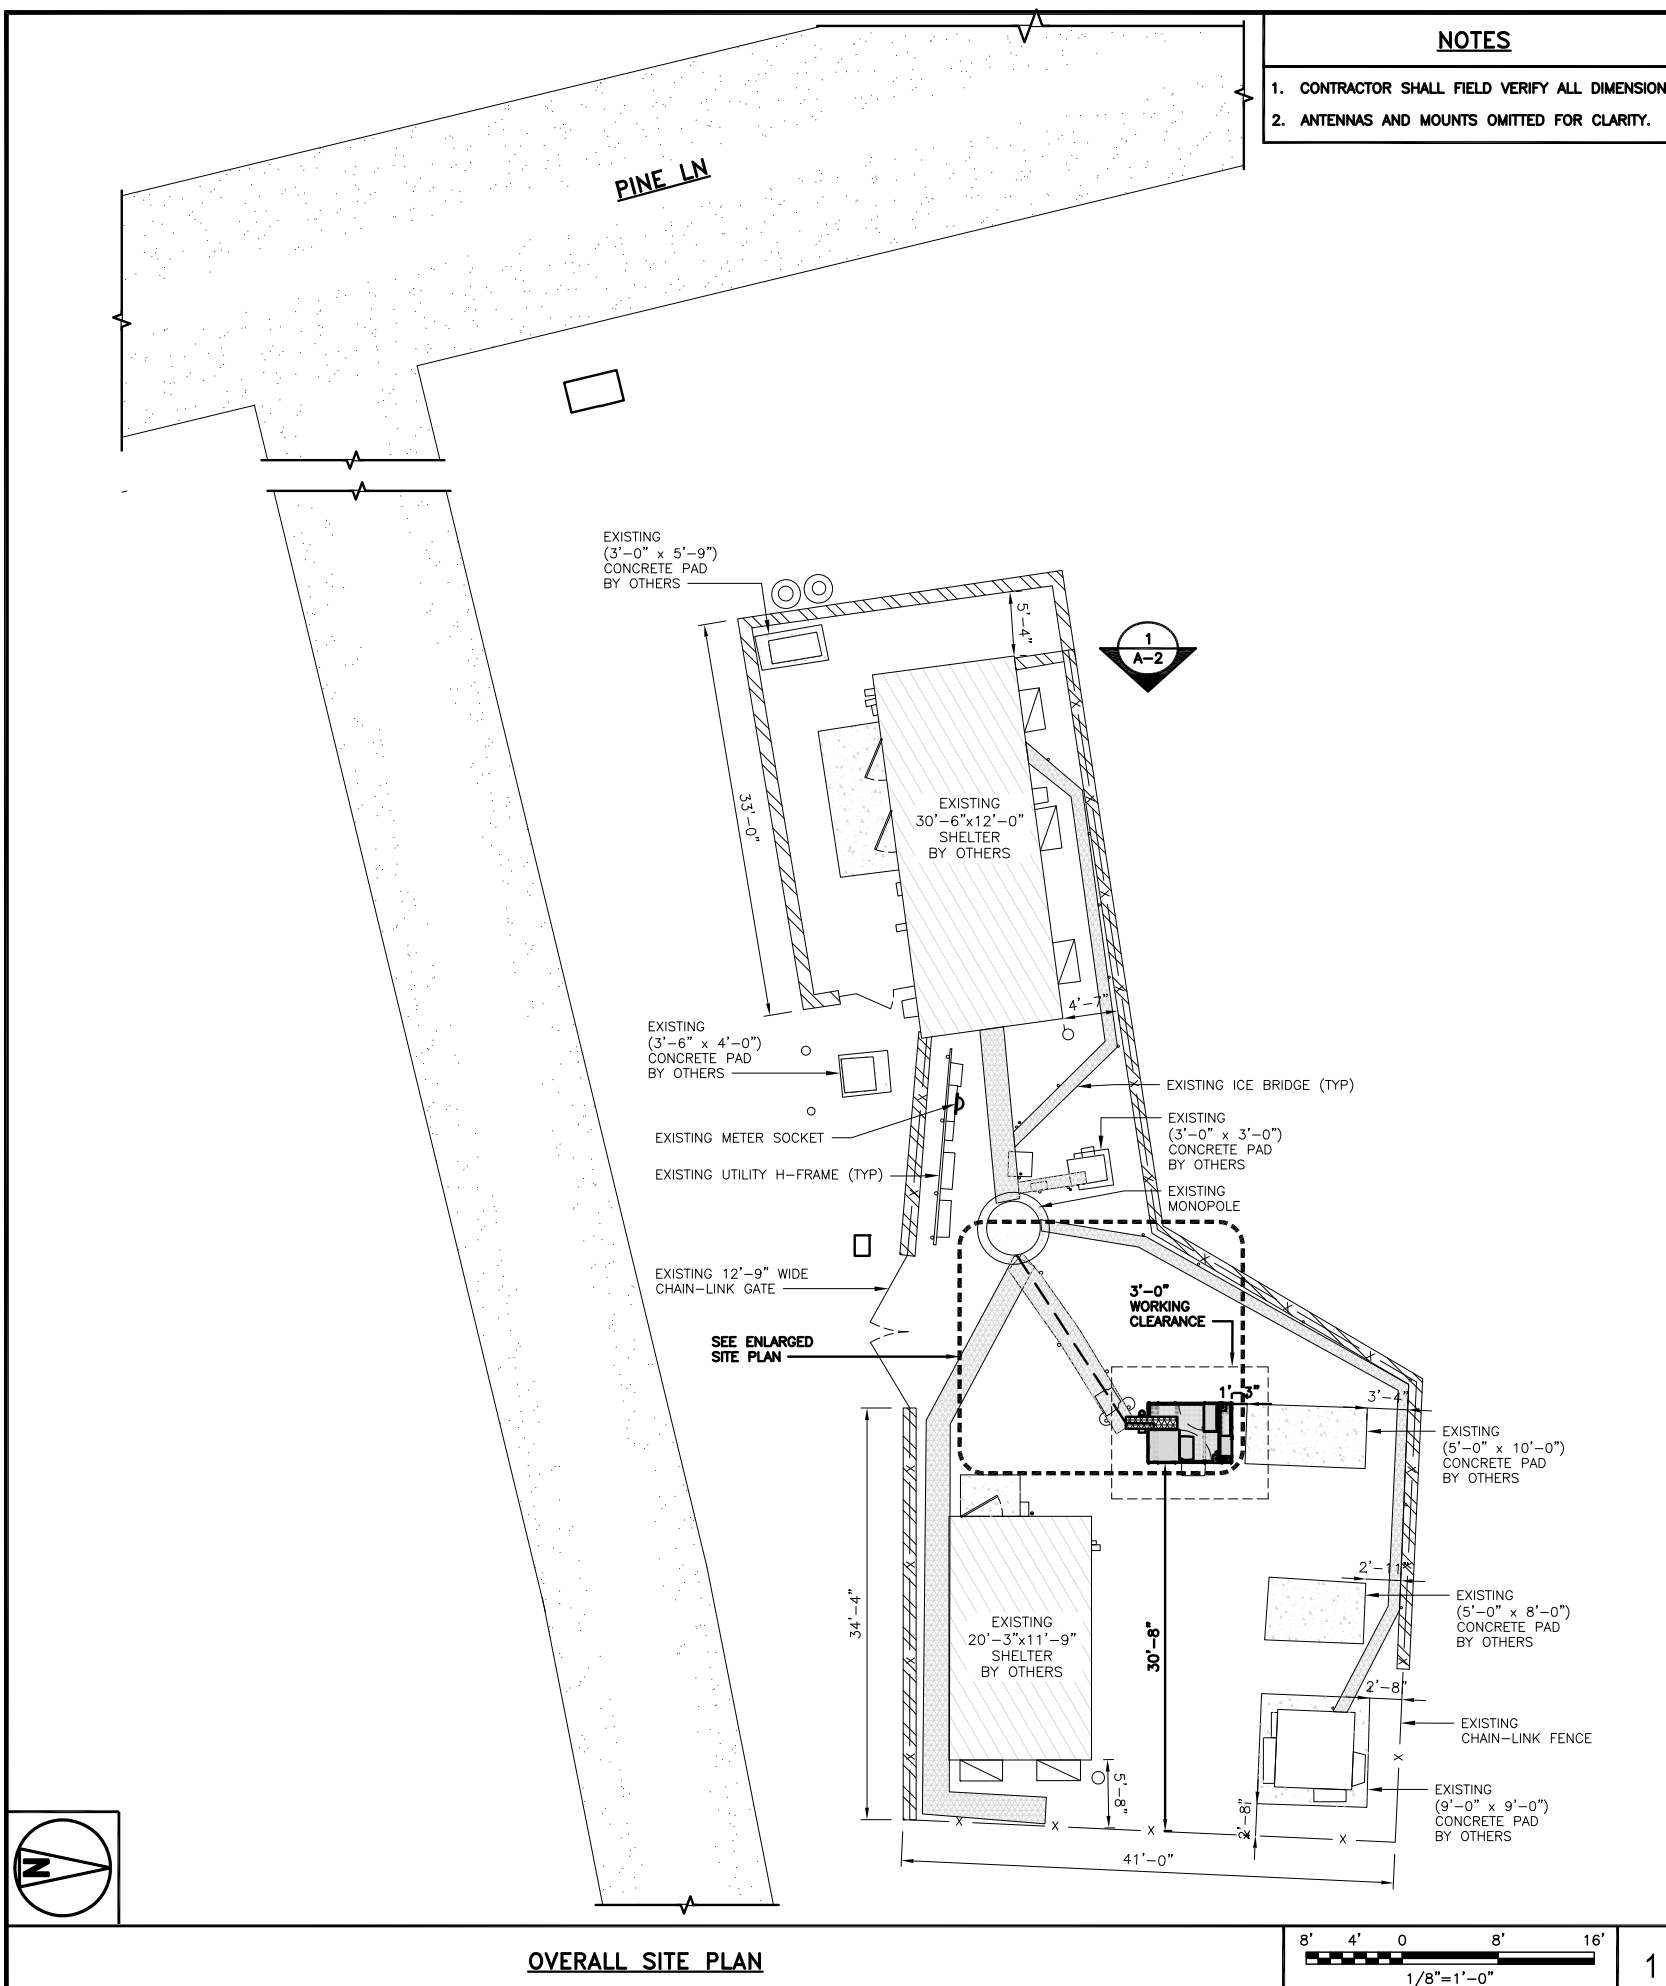 NOTES
1. CONTRACTOR SHALL FIELD VERIFY ALL DIMENSION
2. ANTENNAS AND MOUNTS OMITTED FOR CLARITY.
PINE LN
EXISTING
(3'-0" x 5'-9")
CONCRETE PAD
BY OTHERS
5'-4"
1
A-2
33'-0"
EXISTING
30'-6"x12'-0"
SHELTER
BY OTHERS
4'-7"
EXISTING
(3'-6" x 4'-0")
CONCRETE PAD
BY OTHERS
EXISTING ICE BRIDGE (TYP)
EXISTING
(3'-0" x 3'-0")
CONCRETE PAD
BY OTHERS
EXISTING METER SOCKET
EXISTING UTILITY H-FRAME (TYP)
EXISTING
MONOPOLE
EXISTING 12'-9" WIDE
CHAIN-LINK GATE
3'-0"
WORKING
CLEARANCE
SEE ENLARGED
SITE PLAN
1'-3"
3'-4"
EXISTING
(5'-0" x 10'-0")
CONCRETE PAD
BY OTHERS
2'-11"
EXISTING
(5'-0" x 8'-0")
CONCRETE PAD
BY OTHERS
34'-4"
EXISTING
20'-3"x11'-9"
SHELTER
BY OTHERS
30'-8"
2'-8"
EXISTING
CHAIN-LINK FENCE
5'-8"
2'-8"
EXISTING
(9'-0" x 9'-0")
CONCRETE PAD
BY OTHERS
41'-0"
N
OVERALL SITE PLAN
8' 4' 0 8' 16'
1/8"=1'-0"
1